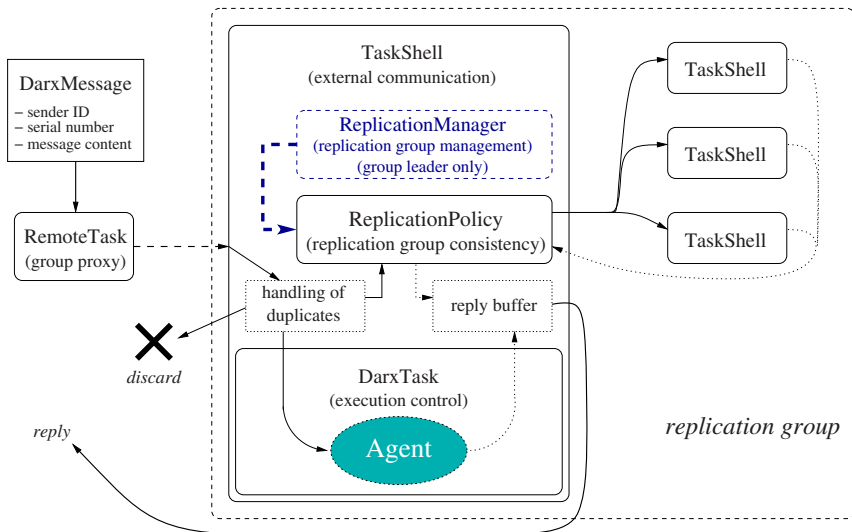 TaskShell
(external communication)
DarxMessage
– sender ID
– serial number
– message content
ReplicationManager
(replication group management)
(group leader only)
TaskShell
TaskShell
TaskShell
RemoteTask
(group proxy)
ReplicationPolicy
(replication group consistency)
handling of
duplicates
reply buffer
discard
DarxTask
(execution control)
Agent
reply
replication group